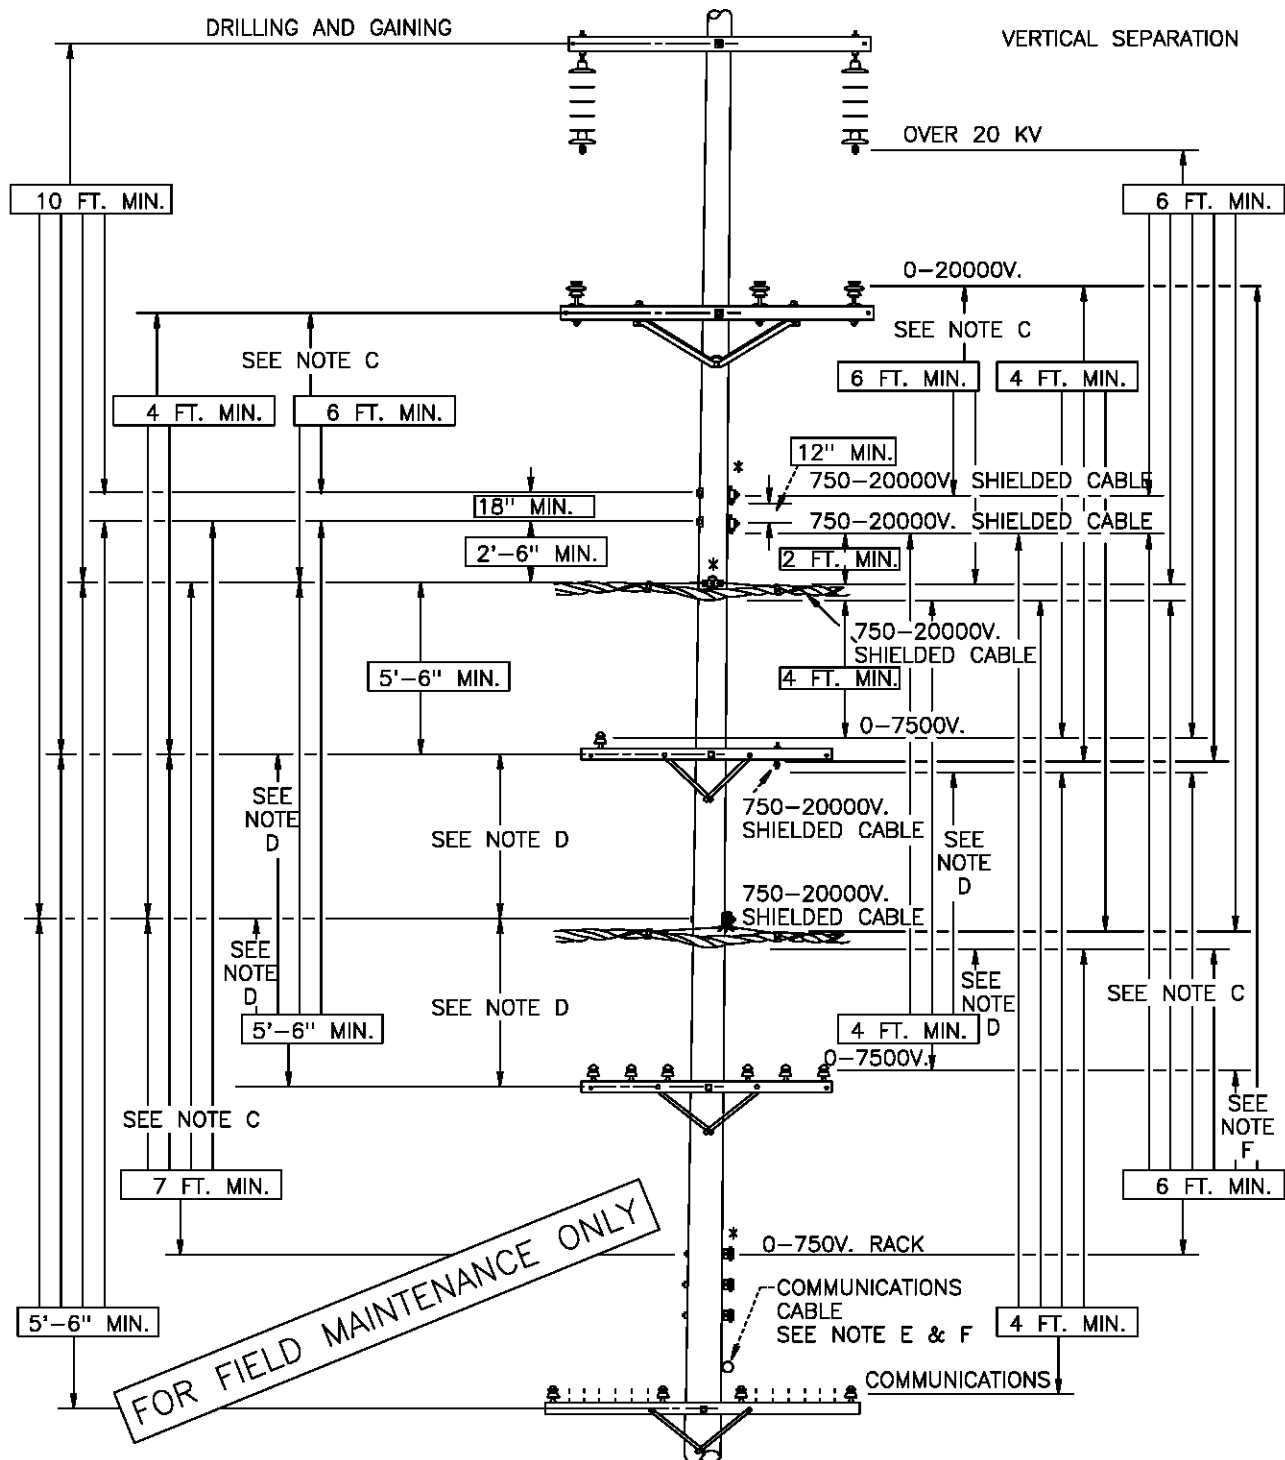 DRILLING AND GAINING
VERTICAL SEPARATION
OVER 20 KV
10 FT. MIN.
6 FT. MIN.
0-20000V.
SEE NOTE C
SEE NOTE C
6 FT. MIN.
4 FT. MIN.
4 FT. MIN.
6 FT. MIN.
12" MIN.
*
750-20000V. SHIELDED CABLE
18" MIN.
750-20000V. SHIELDED CABLE
2'-6" MIN.
2 FT. MIN.
*
750-20000V.
SHIELDED CABLE
5'-6" MIN.
4 FT. MIN.
0-7500V.
SEE
NOTE
D
750-20000V.
SHIELDED CABLE
SEE NOTE D
SEE
NOTE
D
750-20000V.
SHIELDED CABLE
SEE
NOTE
D
SEE NOTE D
SEE
NOTE
D
SEE NOTE C
5'-6" MIN.
4 FT. MIN.
0-7500V.
SEE NOTE C
SEE
NOTE
F
7 FT. MIN.
6 FT. MIN.
*
0-750V. RACK
FOR FIELD MAINTENANCE ONLY
COMMUNICATIONS
CABLE
SEE NOTE E & F
5'-6" MIN.
4 FT. MIN.
COMMUNICATIONS